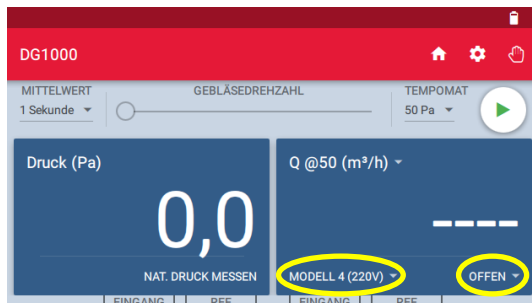 DG1000
MITTELWERT GEBLÄSEDREHZAHL TEMPOMAT
1 Sekunde 50 Pa
Druck (Pa) Q @50 (m³/h)
0,0 ----
NAT. DRUCK MESSEN MODELL 4 (220V) OFFEN
EINGANG REF. EINGANG REF.